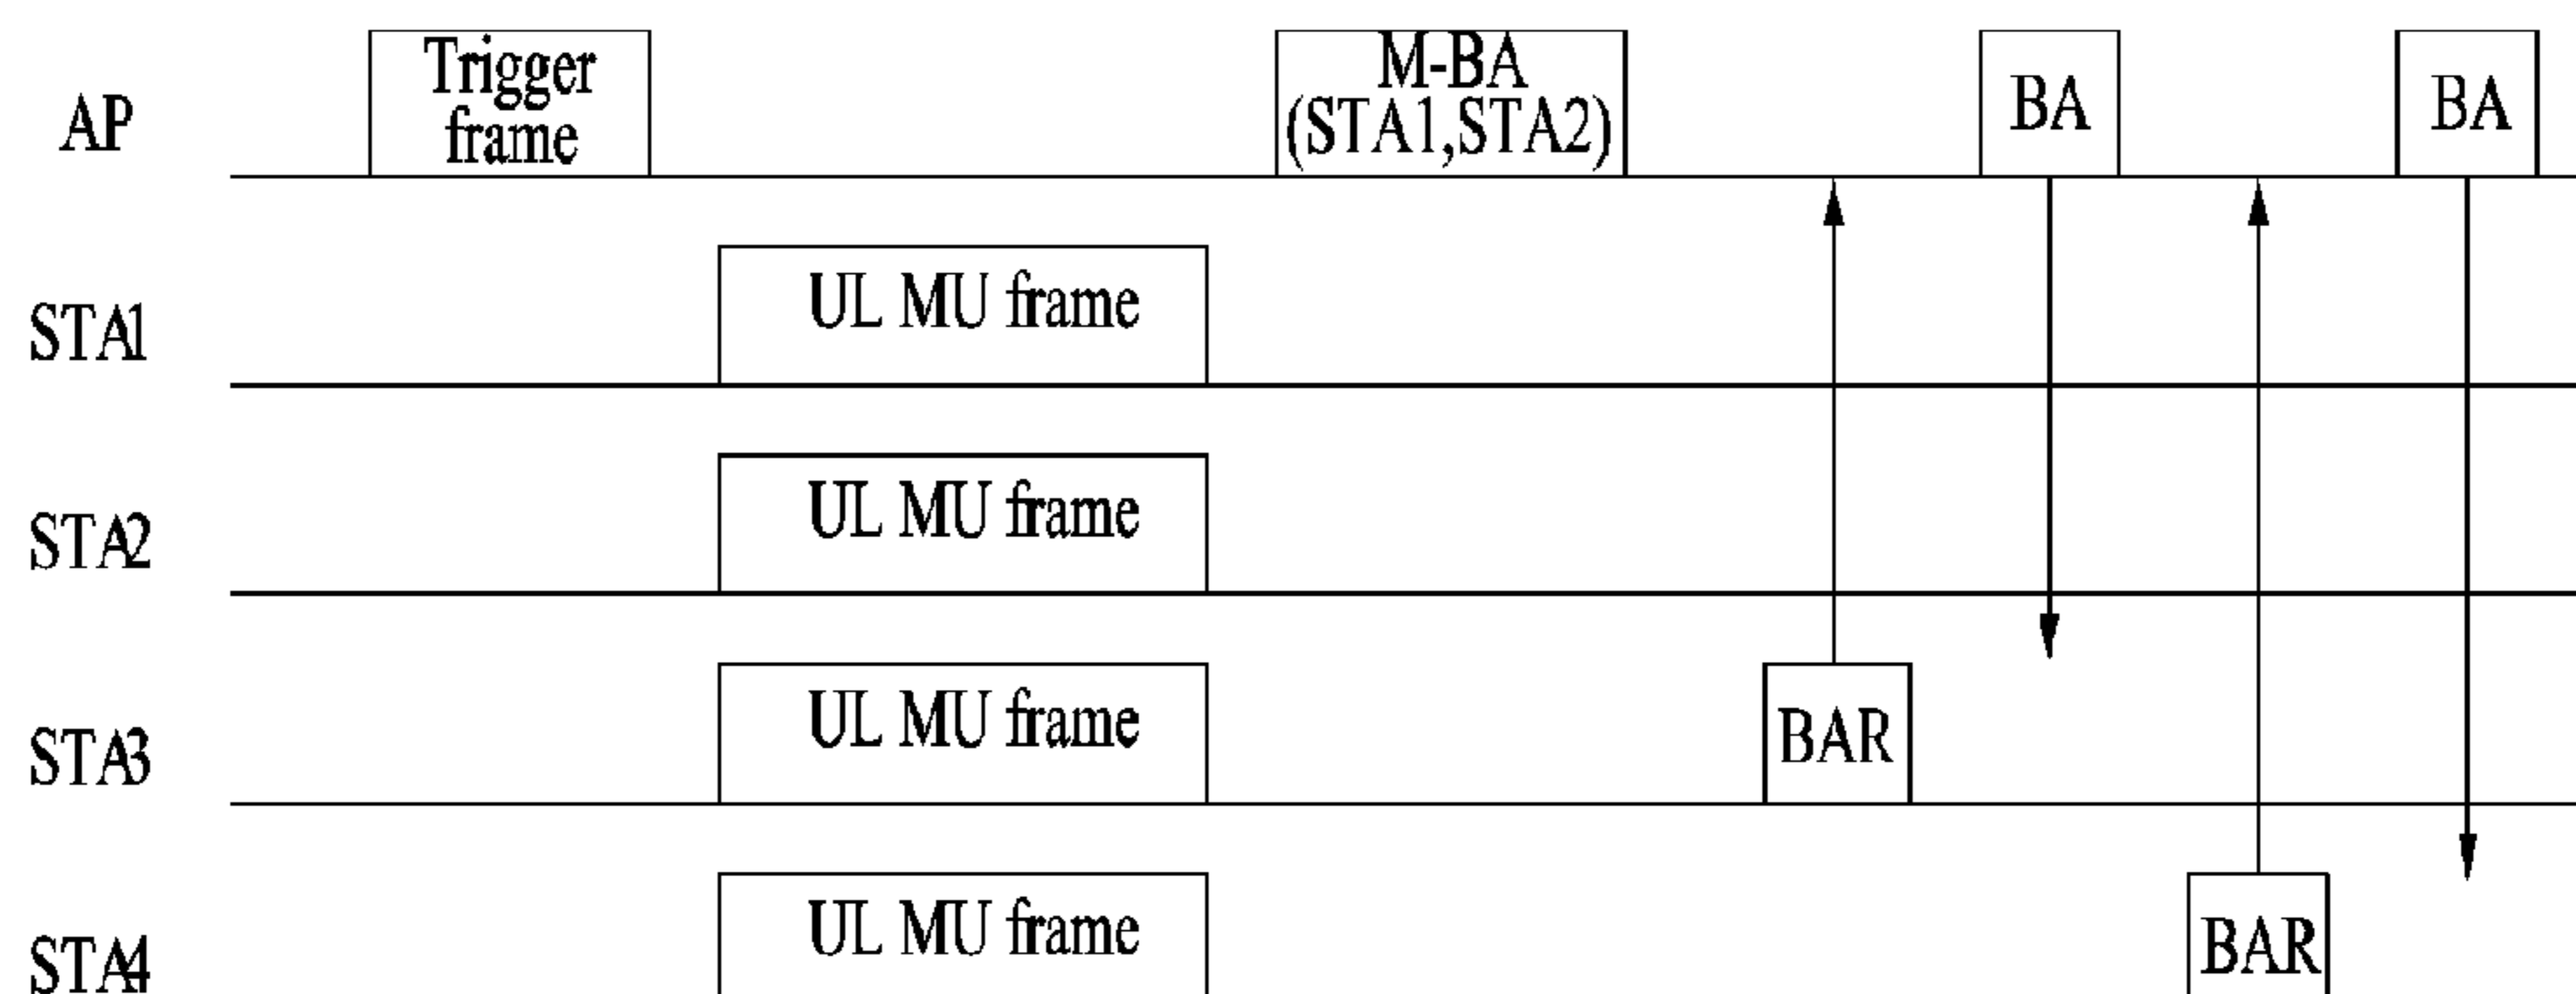 Trigger
frame
M-BA
(STA1,STA2)
BA
BA
AP
UL MU frame
STA1
UL MU frame
STA2
UL MU frame
BAR
STA3
UL MU frame
BAR
STA4